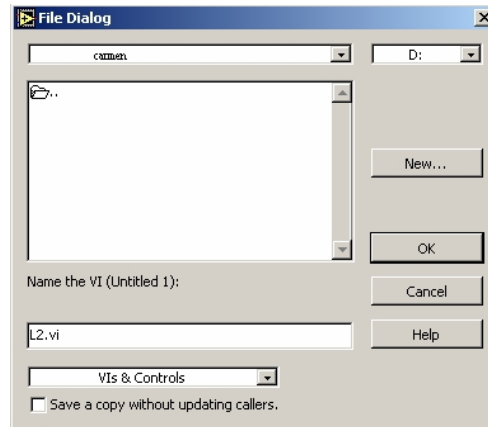 File Dialog
carmen
D:
..
New...
OK
Name the VI (Untitled 1):
Cancel
L2.vi
Help
VIs & Controls
Save a copy without updating callers.